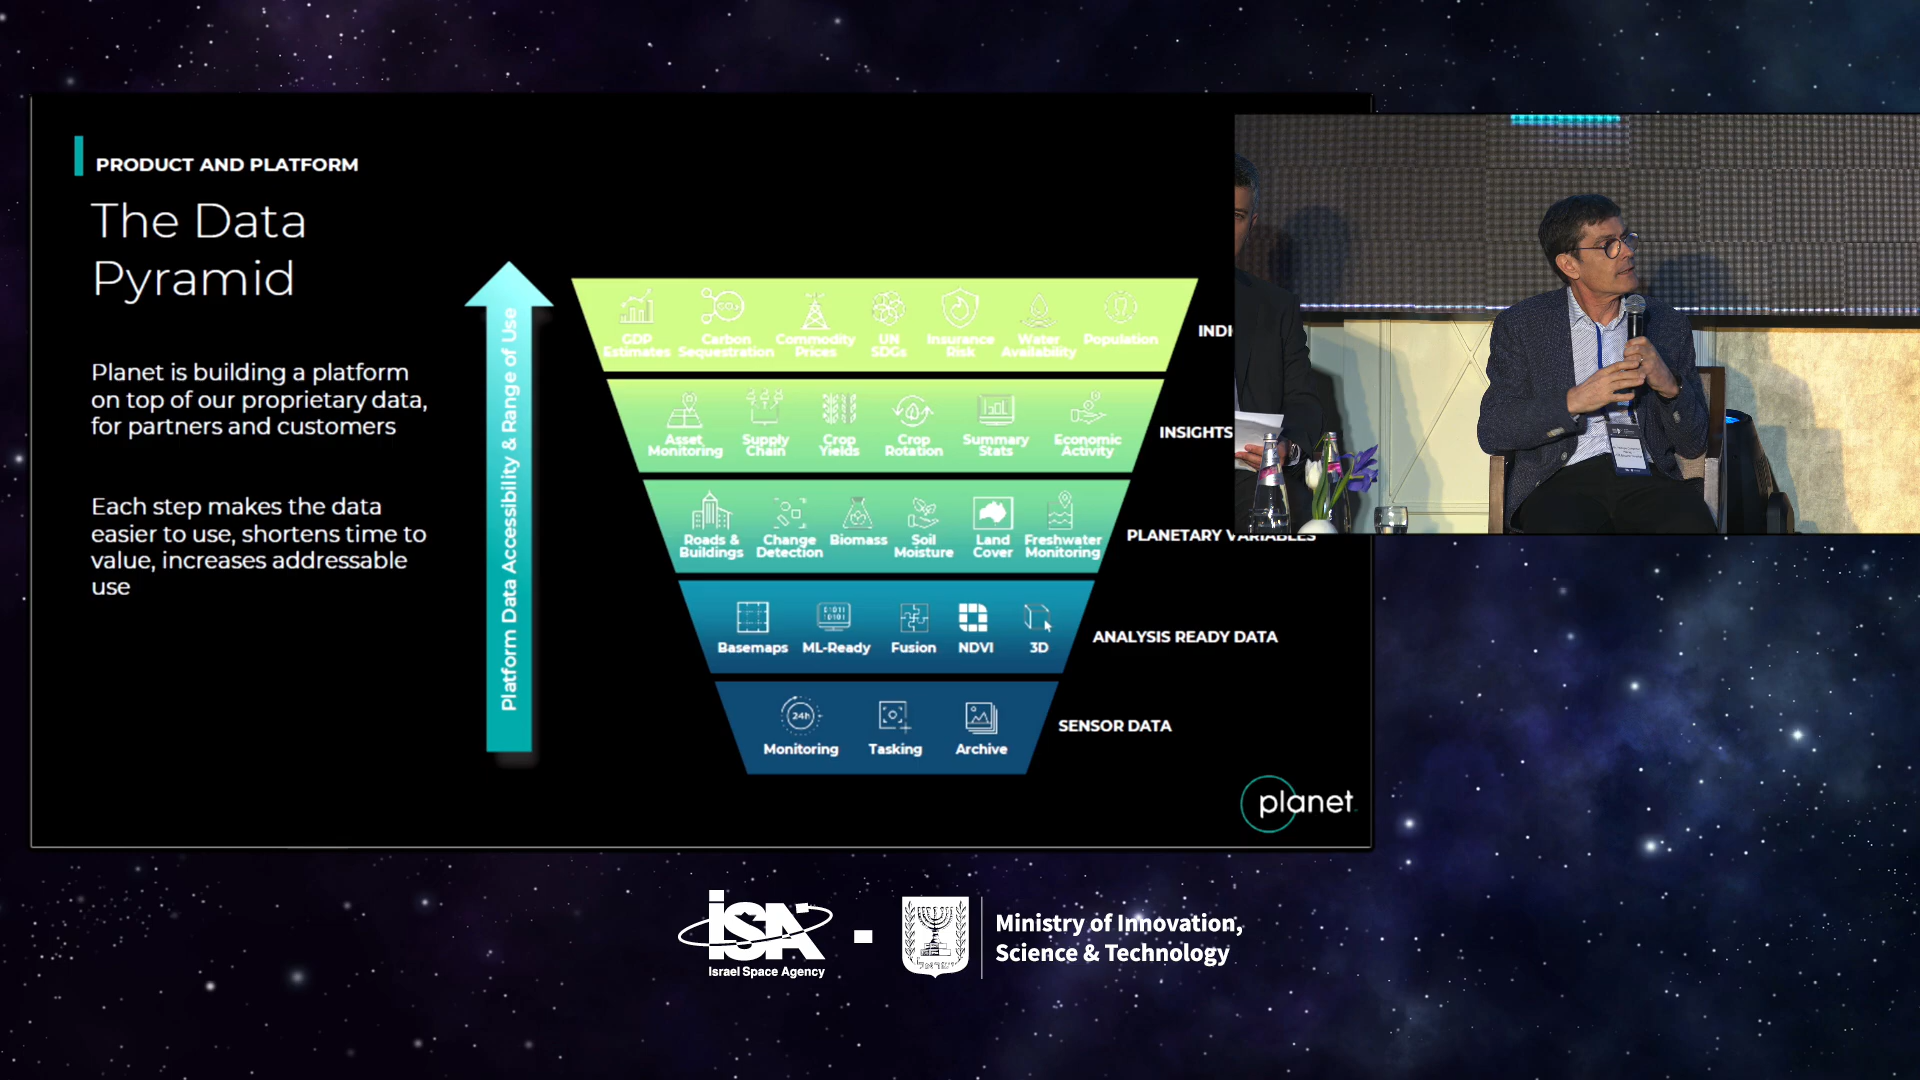 PRODUCT AND PLATFORM
The Data
Pyramid
Planet is building a platform
on top of our proprietary data,
for partners and customers
Each step makes the data
easier to use, shortens time to
value, increases addressable
use
Platform Data Accessibility & Range of Use
GDP
Estimates
Carbon
Sequestration
Commodity
Prices
UN
SDGs
Insurance
Risk
Water
Availability
Population
Asset
Monitoring
Supply
Chain
Crop
Yields
Crop
Rotation
Summary
Stats
Economic
Activity
INSIGHTS
Roads &
Buildings
Change
Detection
Biomass
Soil
Moisture
Land
Cover
Freshwater
Monitoring
PLANETARY VARIABLES
Basemaps
ML-Ready
Fusion
NDVI
3D
ANALYSIS READY DATA
24h
Monitoring
Tasking
Archive
SENSOR DATA
planet
ISA
Israel Space Agency
Ministry of Innovation,
Science & Technology